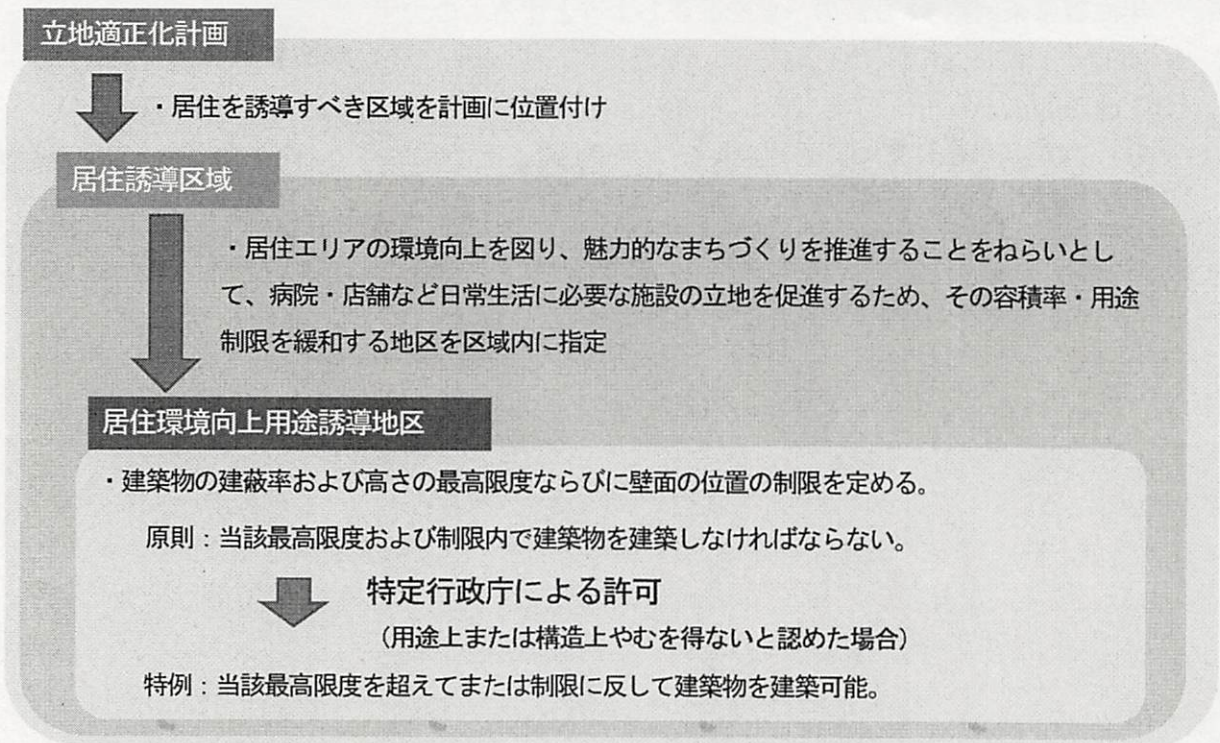 立地適正化計画
・居住を誘導すべき区域を計画に位置付け
居住誘導区域
・居住エリアの環境向上を図り、魅力的なまちづくりを推進することをねらいとし
て、病院・店舗など日常生活に必要な施設の立地を促進するため、その容積率・用途
制限を緩和する地区を区域内に指定
居住環境向上用途誘導地区
・建築物の建蔽率および高さの最高限度ならびに壁面の位置の制限を定める。
原則：当該最高限度および制限内で建築物を建築しなければならない。
特定行政庁による許可
（用途上または構造上やむを得ないと認めた場合）
特例：当該最高限度を超えてまたは制限に反して建築物を建築可能。